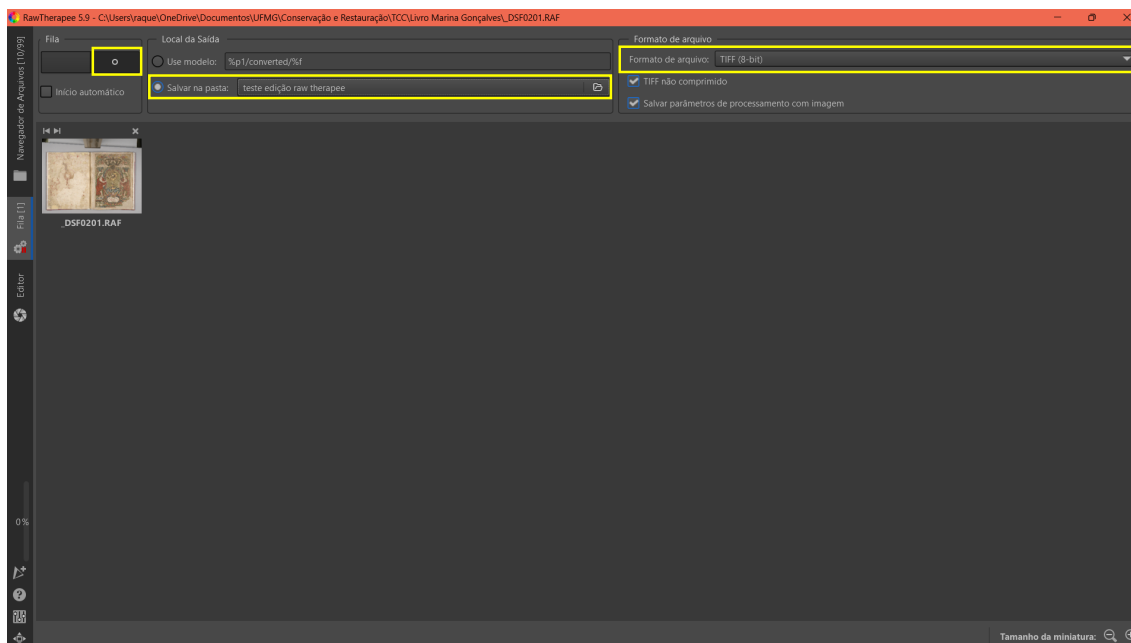 RawTherapee 5.9 - C:\Users\raque\OneDrive\Documentos\UFMG\Conservação e Restauração\TCC\Livro Marina Gonçalves\_DSF0201.RAF
Navegador de Arquivos [10/99]
Fila [1]
Editor
0%
Fila
Início automático
Local da Saída
Use modelo: %p1/converted/%f
Salvar na pasta: teste edição raw therapee
Formato de arquivo
Formato de arquivo: TIFF (8-bit)
TIFF não comprimido
Salvar parâmetros de processamento com imagem
_DSF0201.RAF
Tamanho da miniatura: